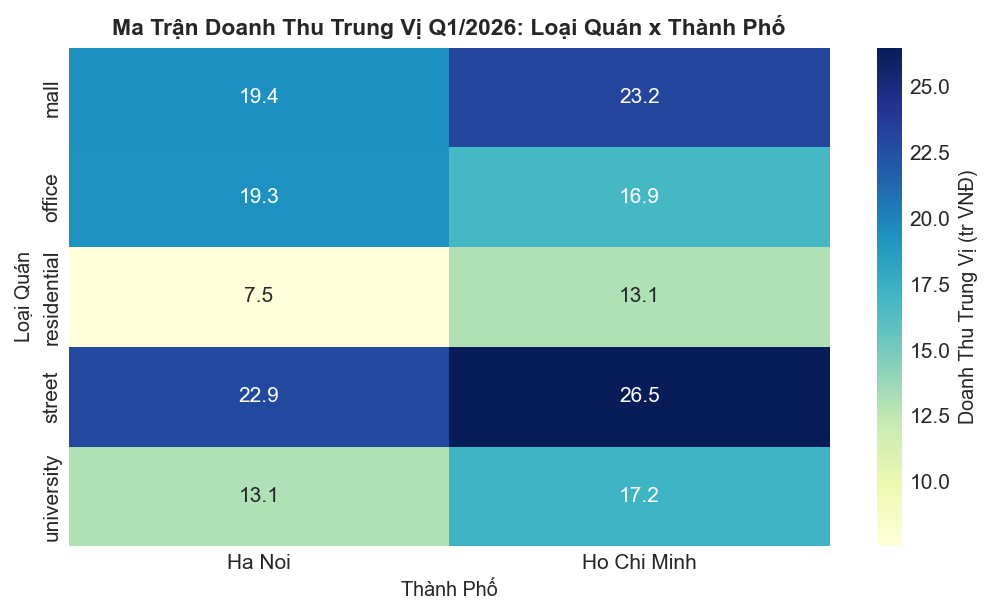 Ma Trận Doanh Thu Trung Vị Q1/2026: Loại Quán x Thành Phố
Loại Quán
mall
19.4
23.2
office
19.3
16.9
residential
7.5
13.1
street
22.9
26.5
university
13.1
17.2
Ha Noi
Ho Chi Minh
Thành Phố
25.0
22.5
20.0
17.5
15.0
12.5
10.0
Doanh Thu Trung Vị (tr VNĐ)